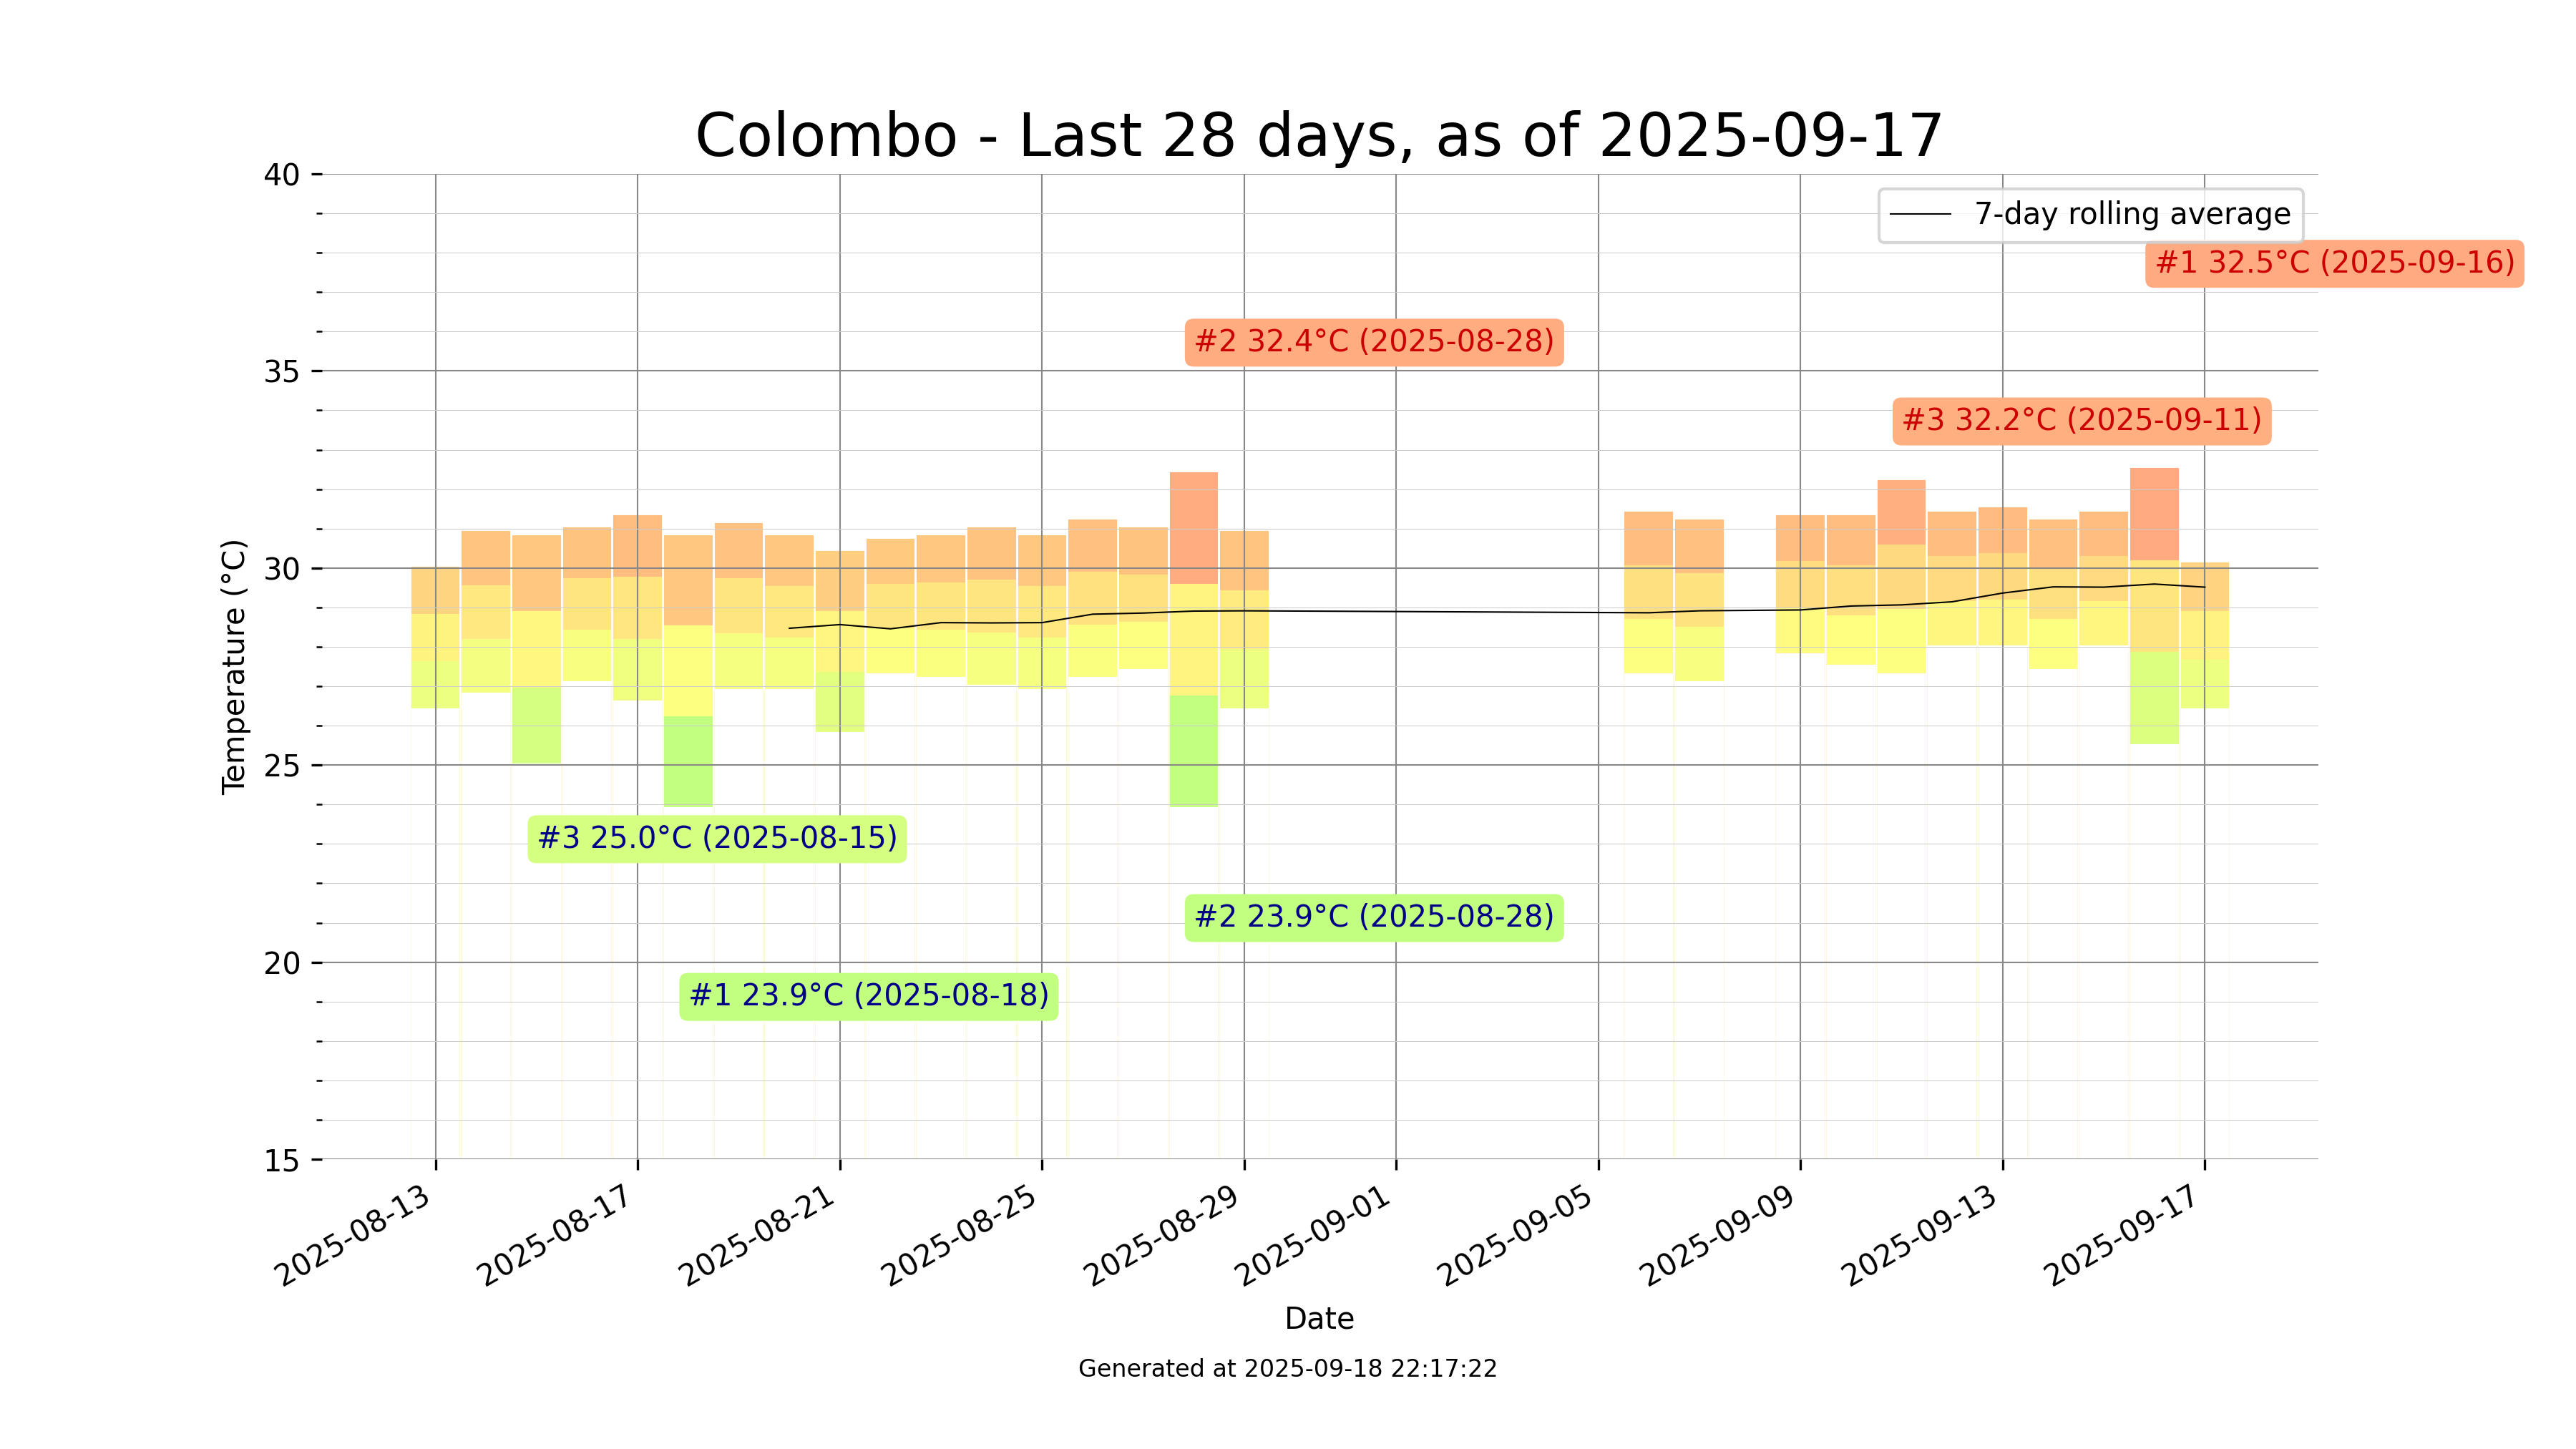 Colombo - Last 28 days, as of 2025-09-17
40
7-day rolling average
#1 32.5°C (2025-09-16)
#2 32.4°C (2025-08-28)
35
#3 32.2°C (2025-09-11)
30
Temperature (°C)
25
#3 25.0°C (2025-08-15)
#2 23.9°C (2025-08-28)
20
#1 23.9°C (2025-08-18)
15
2025-08-13
2025-08-17
2025-08-21
2025-08-25
2025-08-29
2025-09-01
2025-09-05
2025-09-09
2025-09-13
2025-09-17
Date
Generated at 2025-09-18 22:17:22